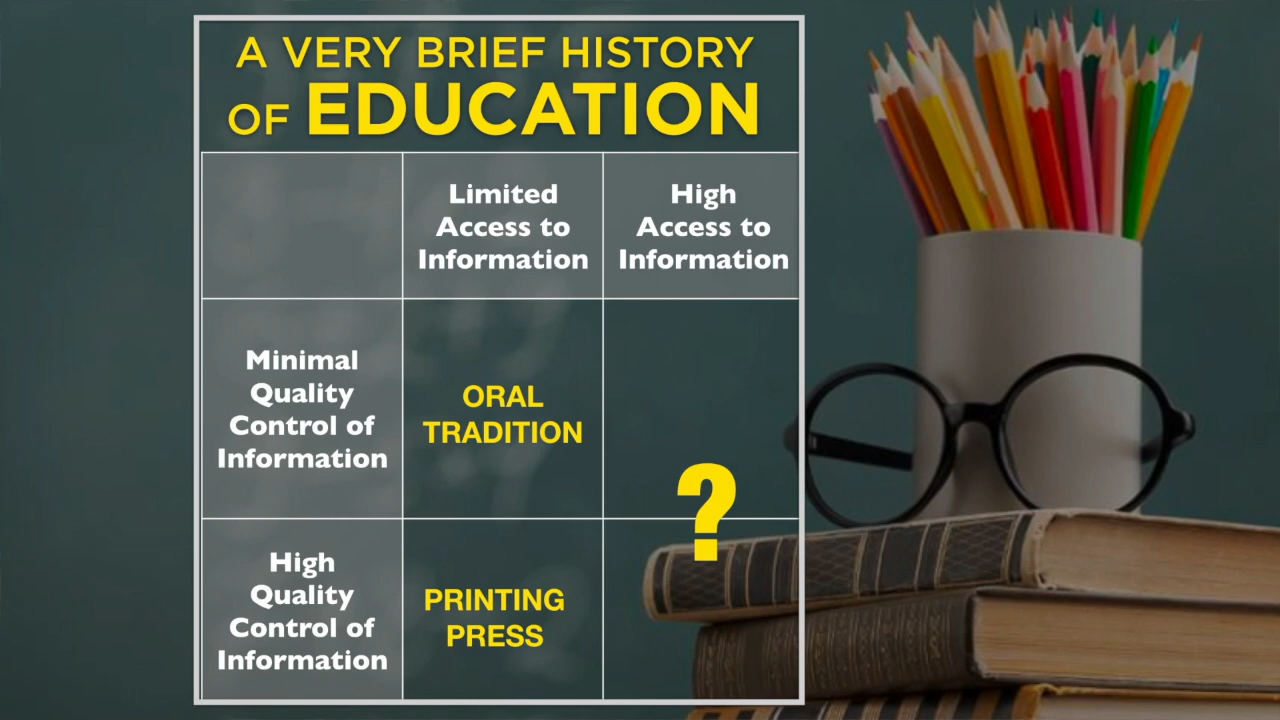 A VERY BRIEF HISTORY
OF EDUCATION
Limited
Access to
Information
High
Access to
Information
Minimal
Quality
Control of
Information
ORAL
TRADITION
?
High
Quality
Control of
Information
PRINTING
PRESS